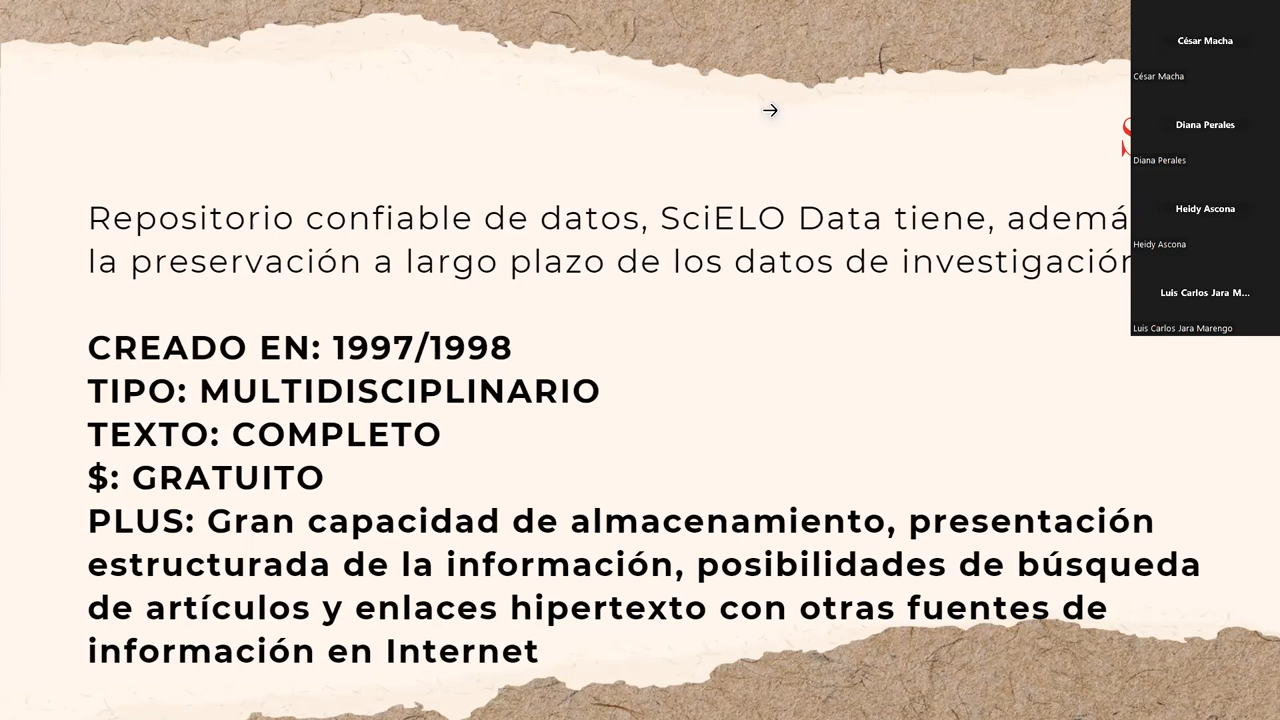 Repositorio confiable de datos, SciELO Data tiene, ademá
la preservación a largo plazo de los datos de investigación
CREADO EN: 1997/1998
TIPO: MULTIDISCIPLINARIO
TEXTO: COMPLETO
$: GRATUITO
PLUS: Gran capacidad de almacenamiento, presentación
estructurada de la información, posibilidades de búsqueda
de artículos y enlaces hipertexto con otras fuentes de
información en Internet
César Macha
César Macha
Diana Perales
Diana Perales
Heidy Ascona
Heidy Ascona
Luis Carlos Jara M...
Luis Carlos Jara Marengo